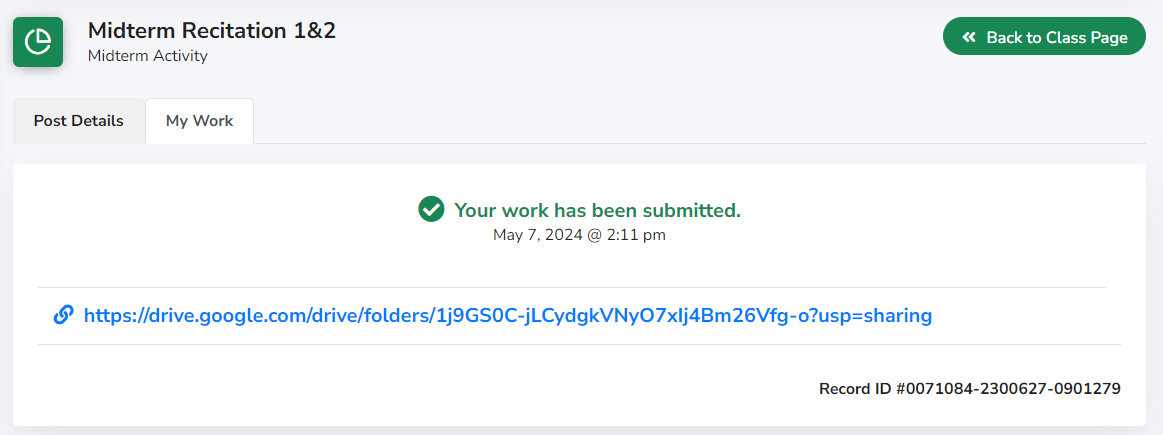 Midterm Recitation 1&2
Midterm Activity
Back to Class Page
Post Details
My Work
Your work has been submitted.
May 7, 2024 @ 2:11 pm
https://drive.google.com/drive/folders/1j9GS0C-jLCydgkVNyO7xIj4Bm26Vfg-o?usp=sharing
Record ID #0071084-2300627-0901279